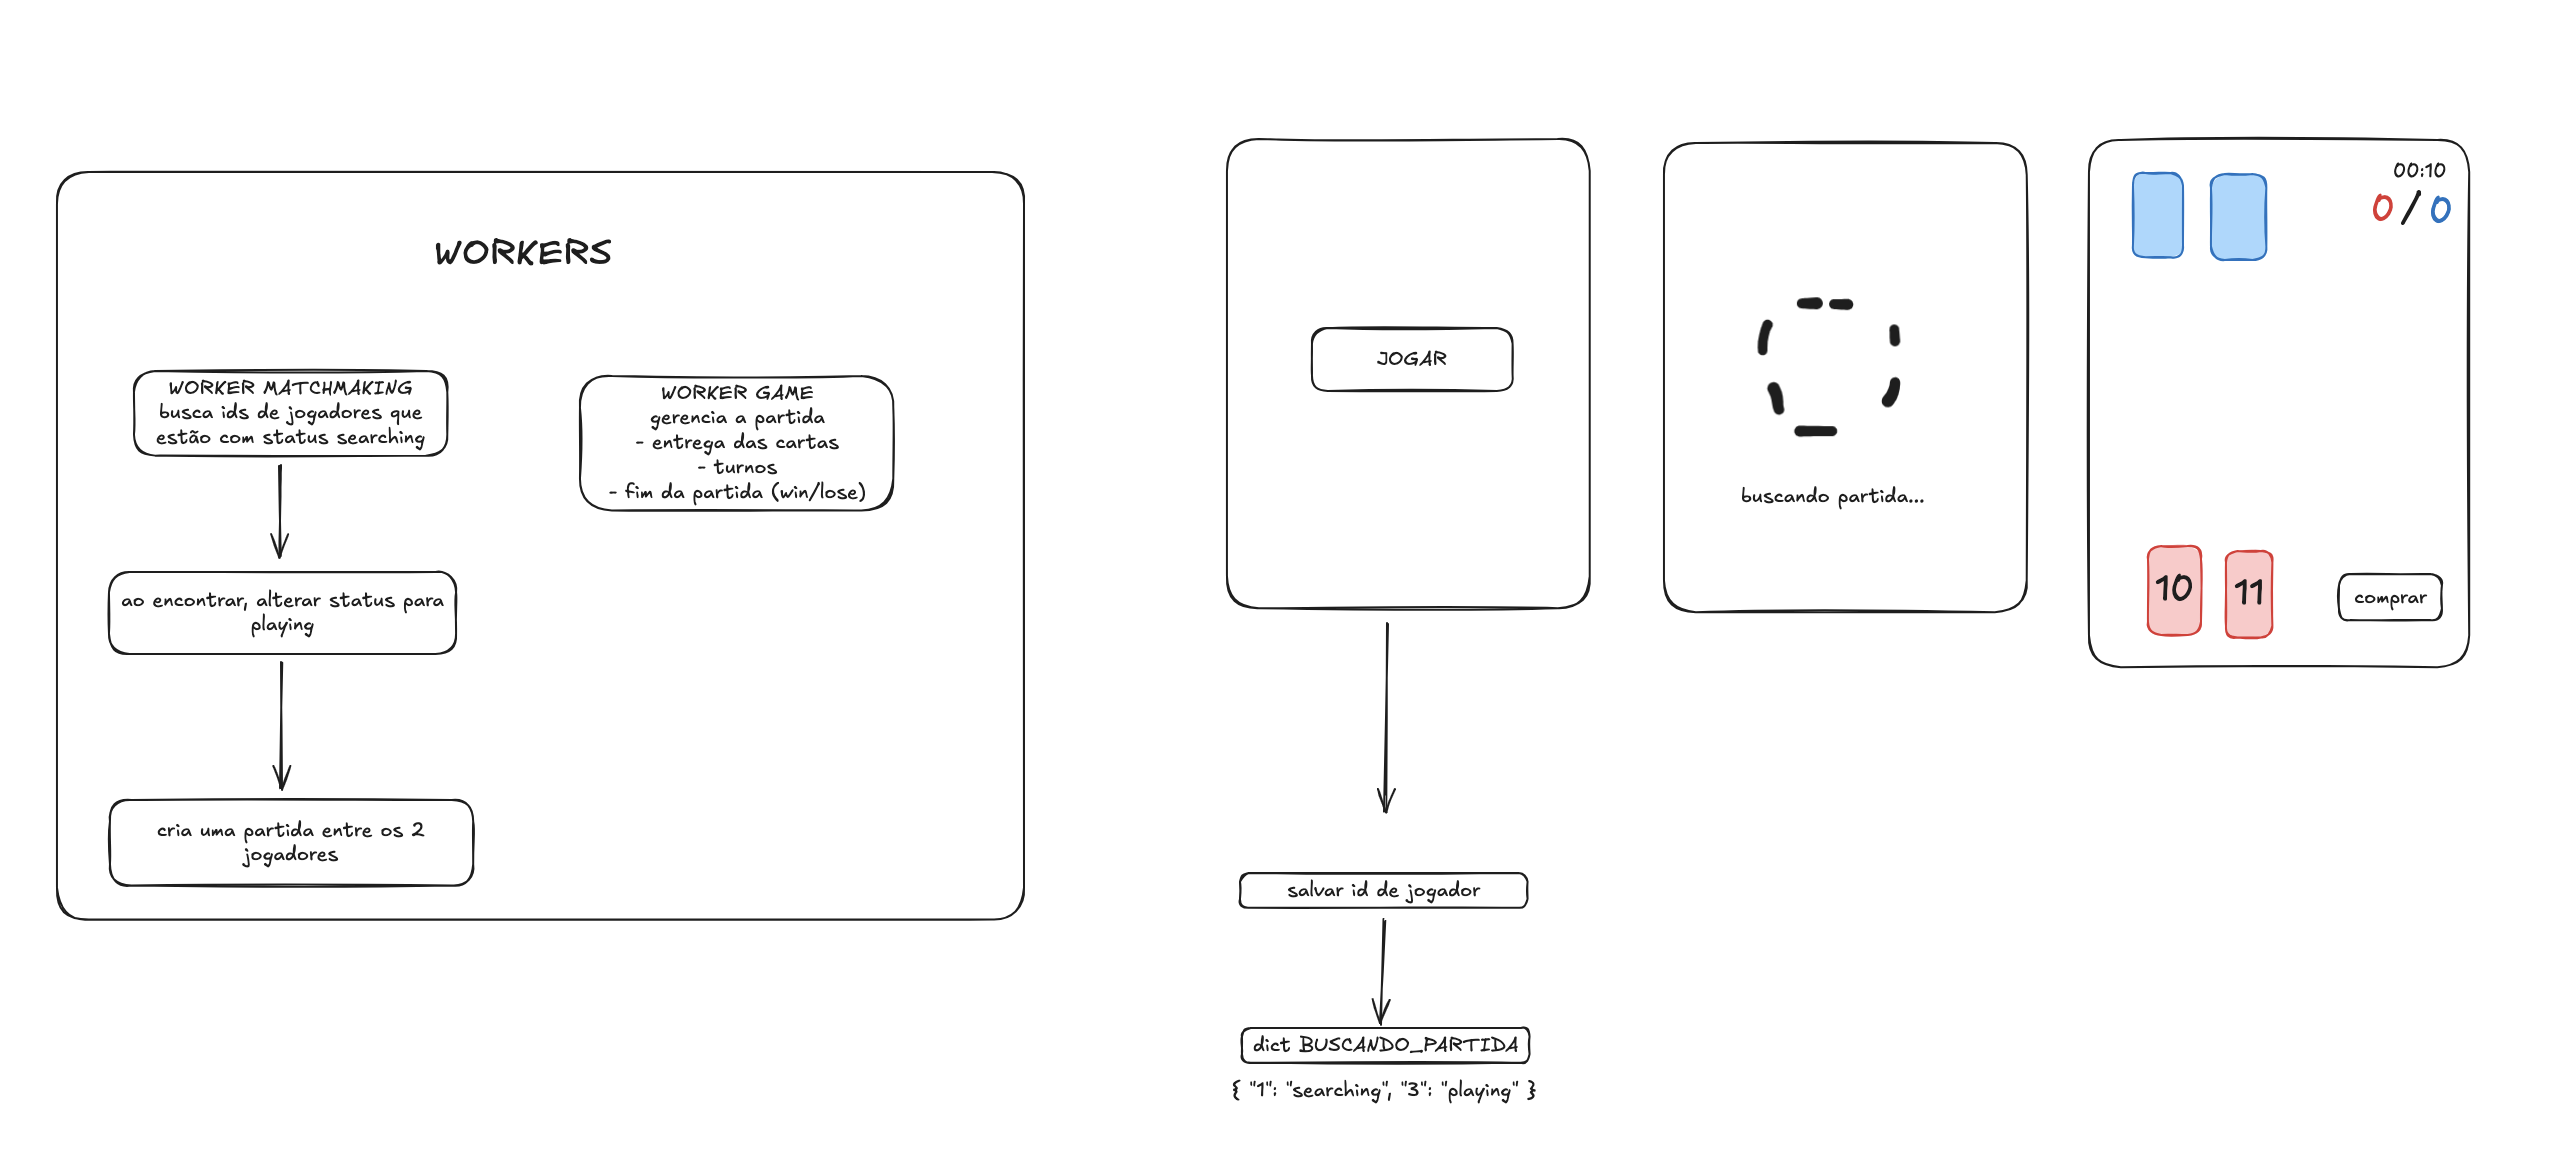 WORKERS
WORKER MATCHMAKING
busca ids de jogadores que
estão com status searching
ao encontrar, alterar status para
playing
cria uma partida entre os 2
jogadores
WORKER GAME
gerencia a partida
- entrega das cartas
- turnos
- fim da partida (win/lose)
JOGAR
salvar id de jogador
dict BUSCANDO_PARTIDA
{ "1": "searching", "3": "playing" }
buscando partida...
00:10
0 / 0
10
11
comprar